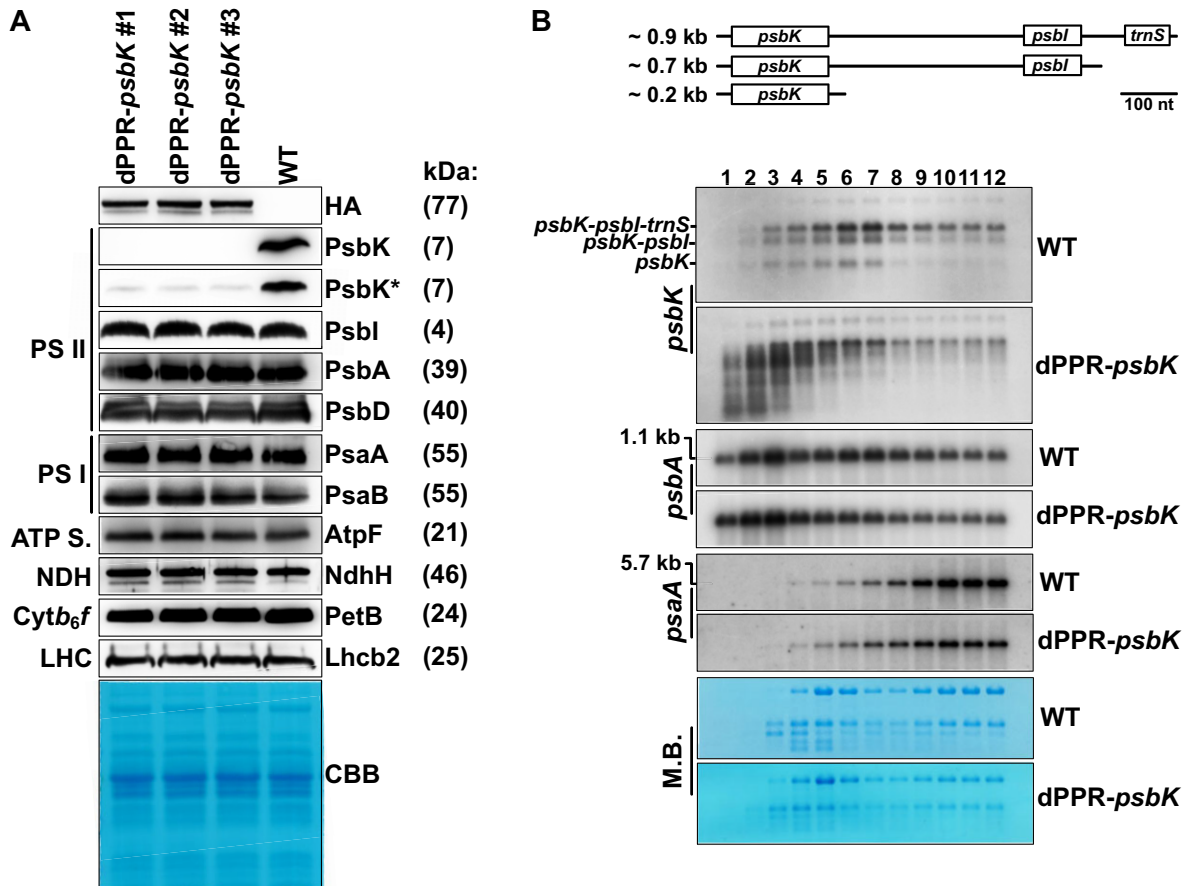 A
dPPR-psbK #1
dPPR-psbK #2
dPPR-psbK #3
WT
kDa:
HA (77)
PS II
PsbK (7)
PsbK* (7)
PsbI (4)
PsbA (39)
PsbD (40)
PS I
PsaA (55)
PsaB (55)
ATP S. AtpF (21)
NDH NdhH (46)
Cytb₆f PetB (24)
LHC Lhcb2 (25)
CBB
B
~ 0.9 kb psbK psbI trnS
~ 0.7 kb psbK psbI
~ 0.2 kb psbK
100 nt
1 2 3 4 5 6 7 8 9 10 11 12
psbK-psbI-trnS
psbK-psbI
psbK
WT
psbK
dPPR-psbK
1.1 kb
WT
psbA
dPPR-psbK
5.7 kb
WT
psaA
dPPR-psbK
WT
M.B.
dPPR-psbK